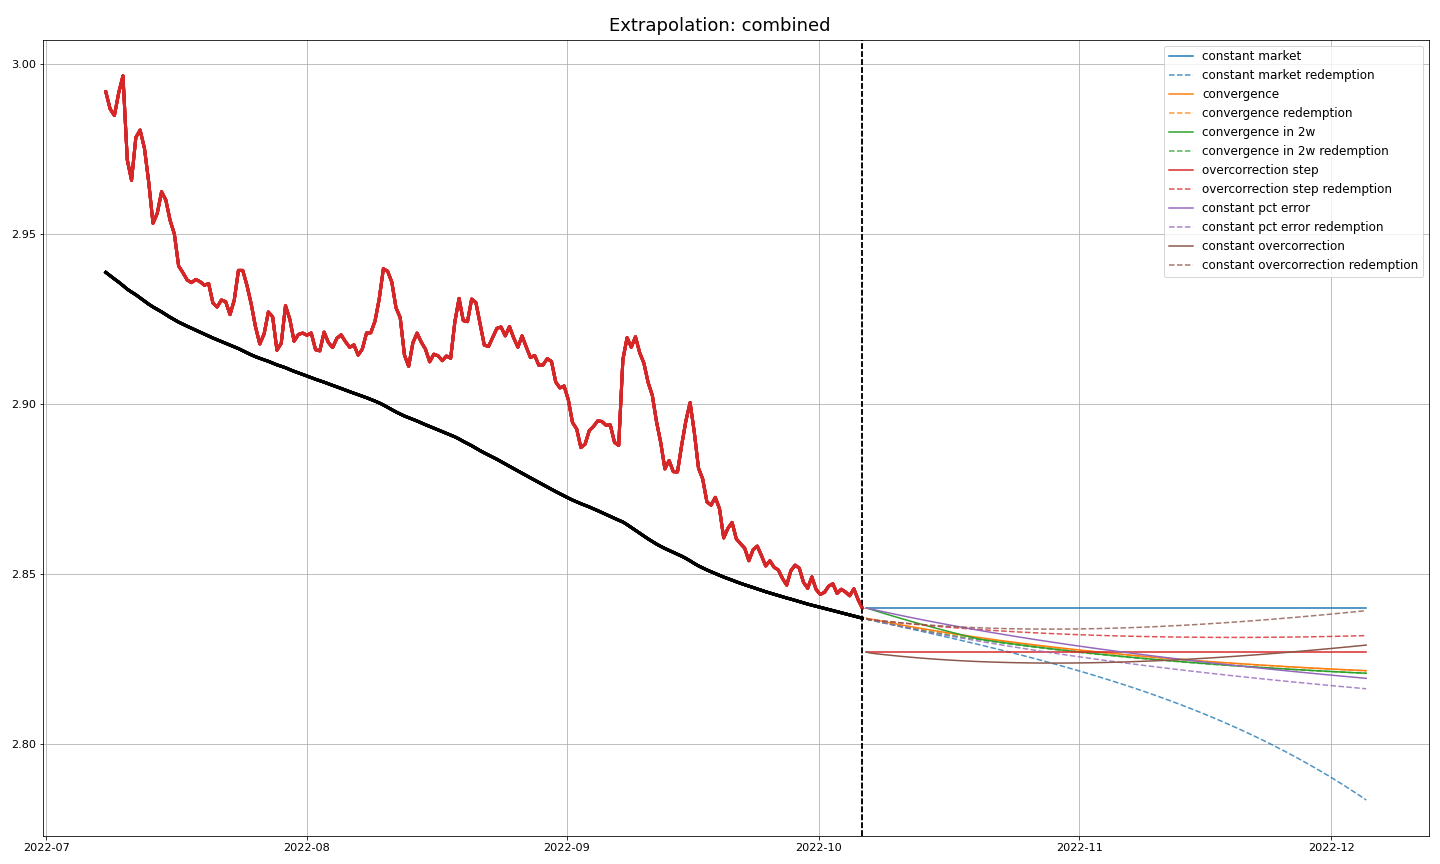 Extrapolation: combined
3.00
2.95
2.90
2.85
2.80
2022-07
2022-08
2022-09
2022-10
2022-11
2022-12
constant market
constant market redemption
convergence
convergence redemption
convergence in 2w
convergence in 2w redemption
overcorrection step
overcorrection step redemption
constant pct error
constant pct error redemption
constant overcorrection
constant overcorrection redemption